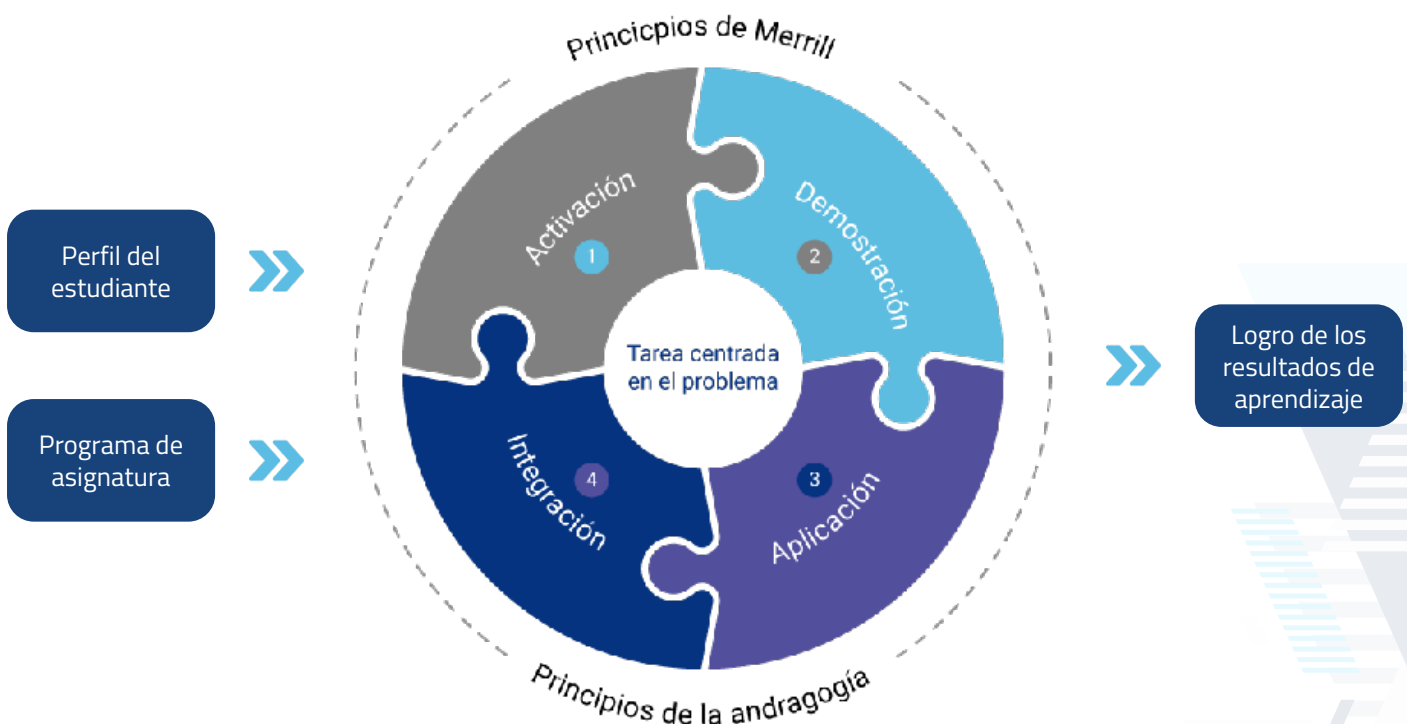 Princicpios de Merrill
Perfil del
estudiante
Programa de
asignatura
Activación
1
Demostración
2
Tarea centrada
en el problema
Integración
4
Aplicación
3
Principios de la andragogía
Logro de los
resultados de
aprendizaje